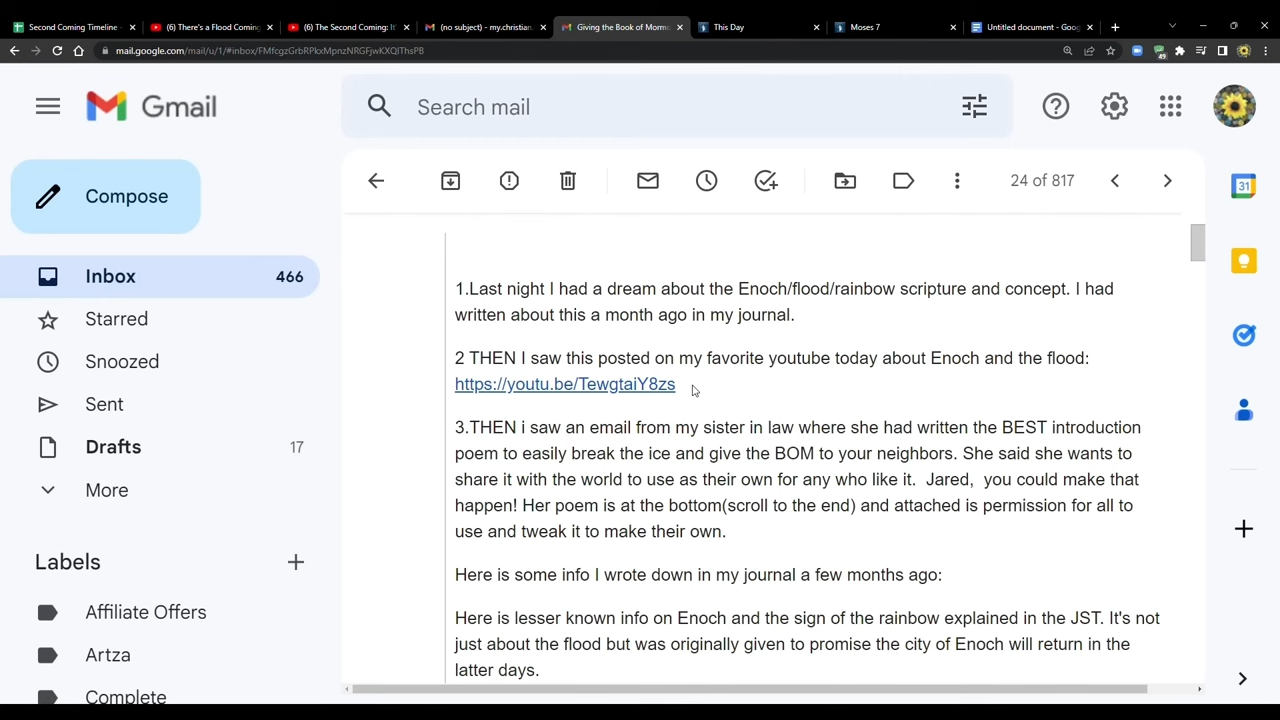 Second Coming Timeline -
(6) There's a Flood Coming
(6) The Second Coming: It
(no subject) - my.christian
Giving the Book of Mormo
This Day
Moses 7
Untitled document - Goog
mail.google.com/mail/u/1/#inbox/FMfcgzGrbRPkxMpnzNRGFjwKXQJThsPB
49
Gmail
Search mail
Compose
24 of 817
31
Inbox 466
Starred
Snoozed
Sent
Drafts 17
More
Labels
Affiliate Offers
Artza
Complete
1.Last night I had a dream about the Enoch/flood/rainbow scripture and concept. I had
written about this a month ago in my journal.
2 THEN I saw this posted on my favorite youtube today about Enoch and the flood:
https://youtu.be/TewgtaiY8zs
3.THEN i saw an email from my sister in law where she had written the BEST introduction
poem to easily break the ice and give the BOM to your neighbors. She said she wants to
share it with the world to use as their own for any who like it. Jared, you could make that
happen! Her poem is at the bottom(scroll to the end) and attached is permission for all to
use and tweak it to make their own.
Here is some info I wrote down in my journal a few months ago:
Here is lesser known info on Enoch and the sign of the rainbow explained in the JST. It's not
just about the flood but was originally given to promise the city of Enoch will return in the
latter days.